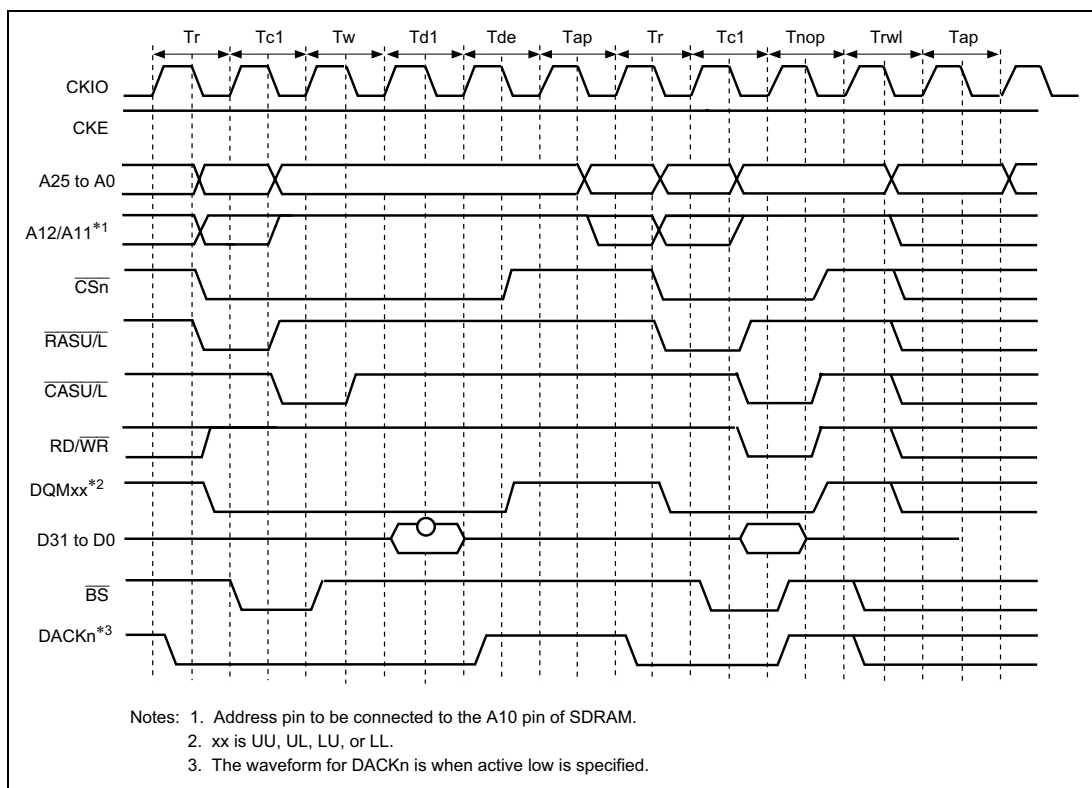 Tr Tc1 Tw Td1 Tde Tap Tr Tc1 Tnop Trwl Tap
CKIO
CKE
A25 to A0
A12/A11*1
CSn
RASU/L
CASU/L
RD/WR
DQMxx*2
D31 to D0
BS
DACKn*3
Notes: 1. Address pin to be connected to the A10 pin of SDRAM.
2. xx is UU, UL, LU, or LL.
3. The waveform for DACKn is when active low is specified.